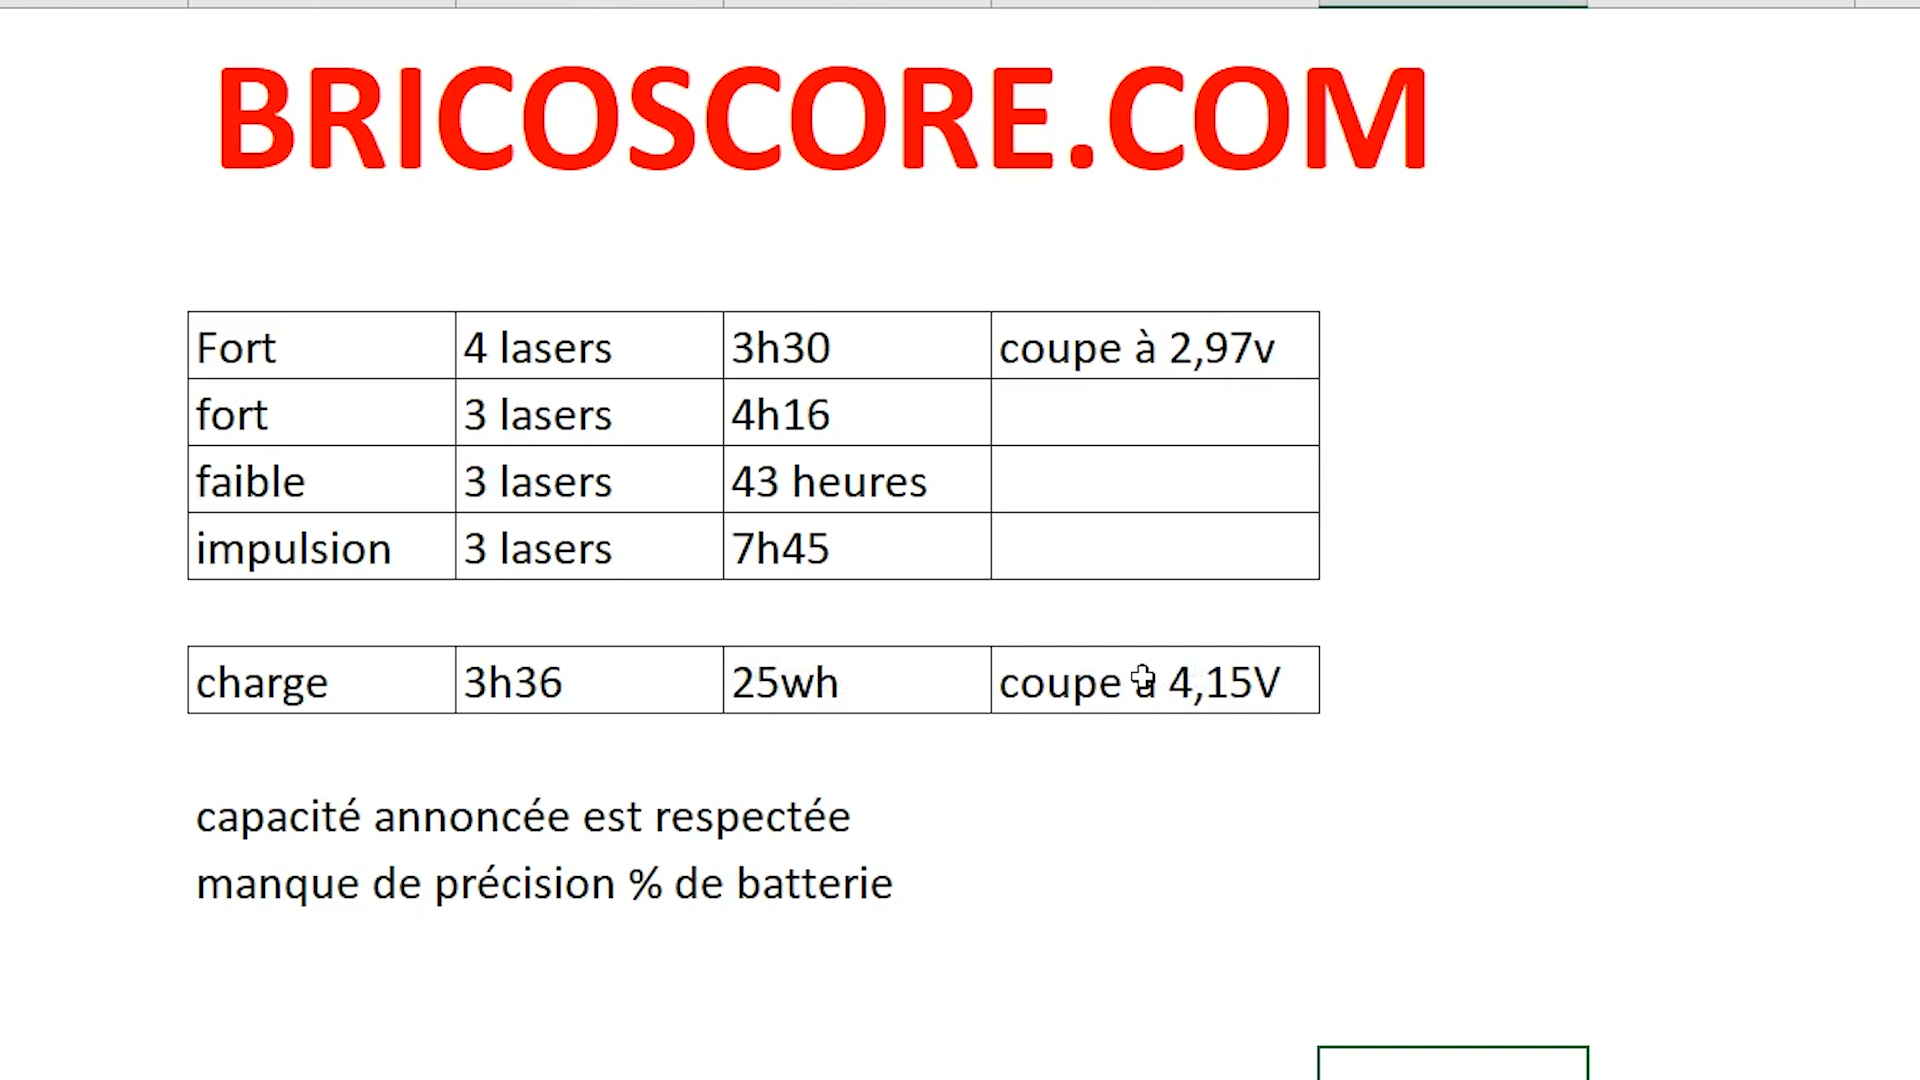 BRICOSCORE.COM
Fort 4 lasers 3h30 coupe à 2,97v
fort 3 lasers 4h16
faible 3 lasers 43 heures
impulsion 3 lasers 7h45
charge 3h36 25wh coupe à 4,15V
capacité annoncée est respectée
manque de précision % de batterie